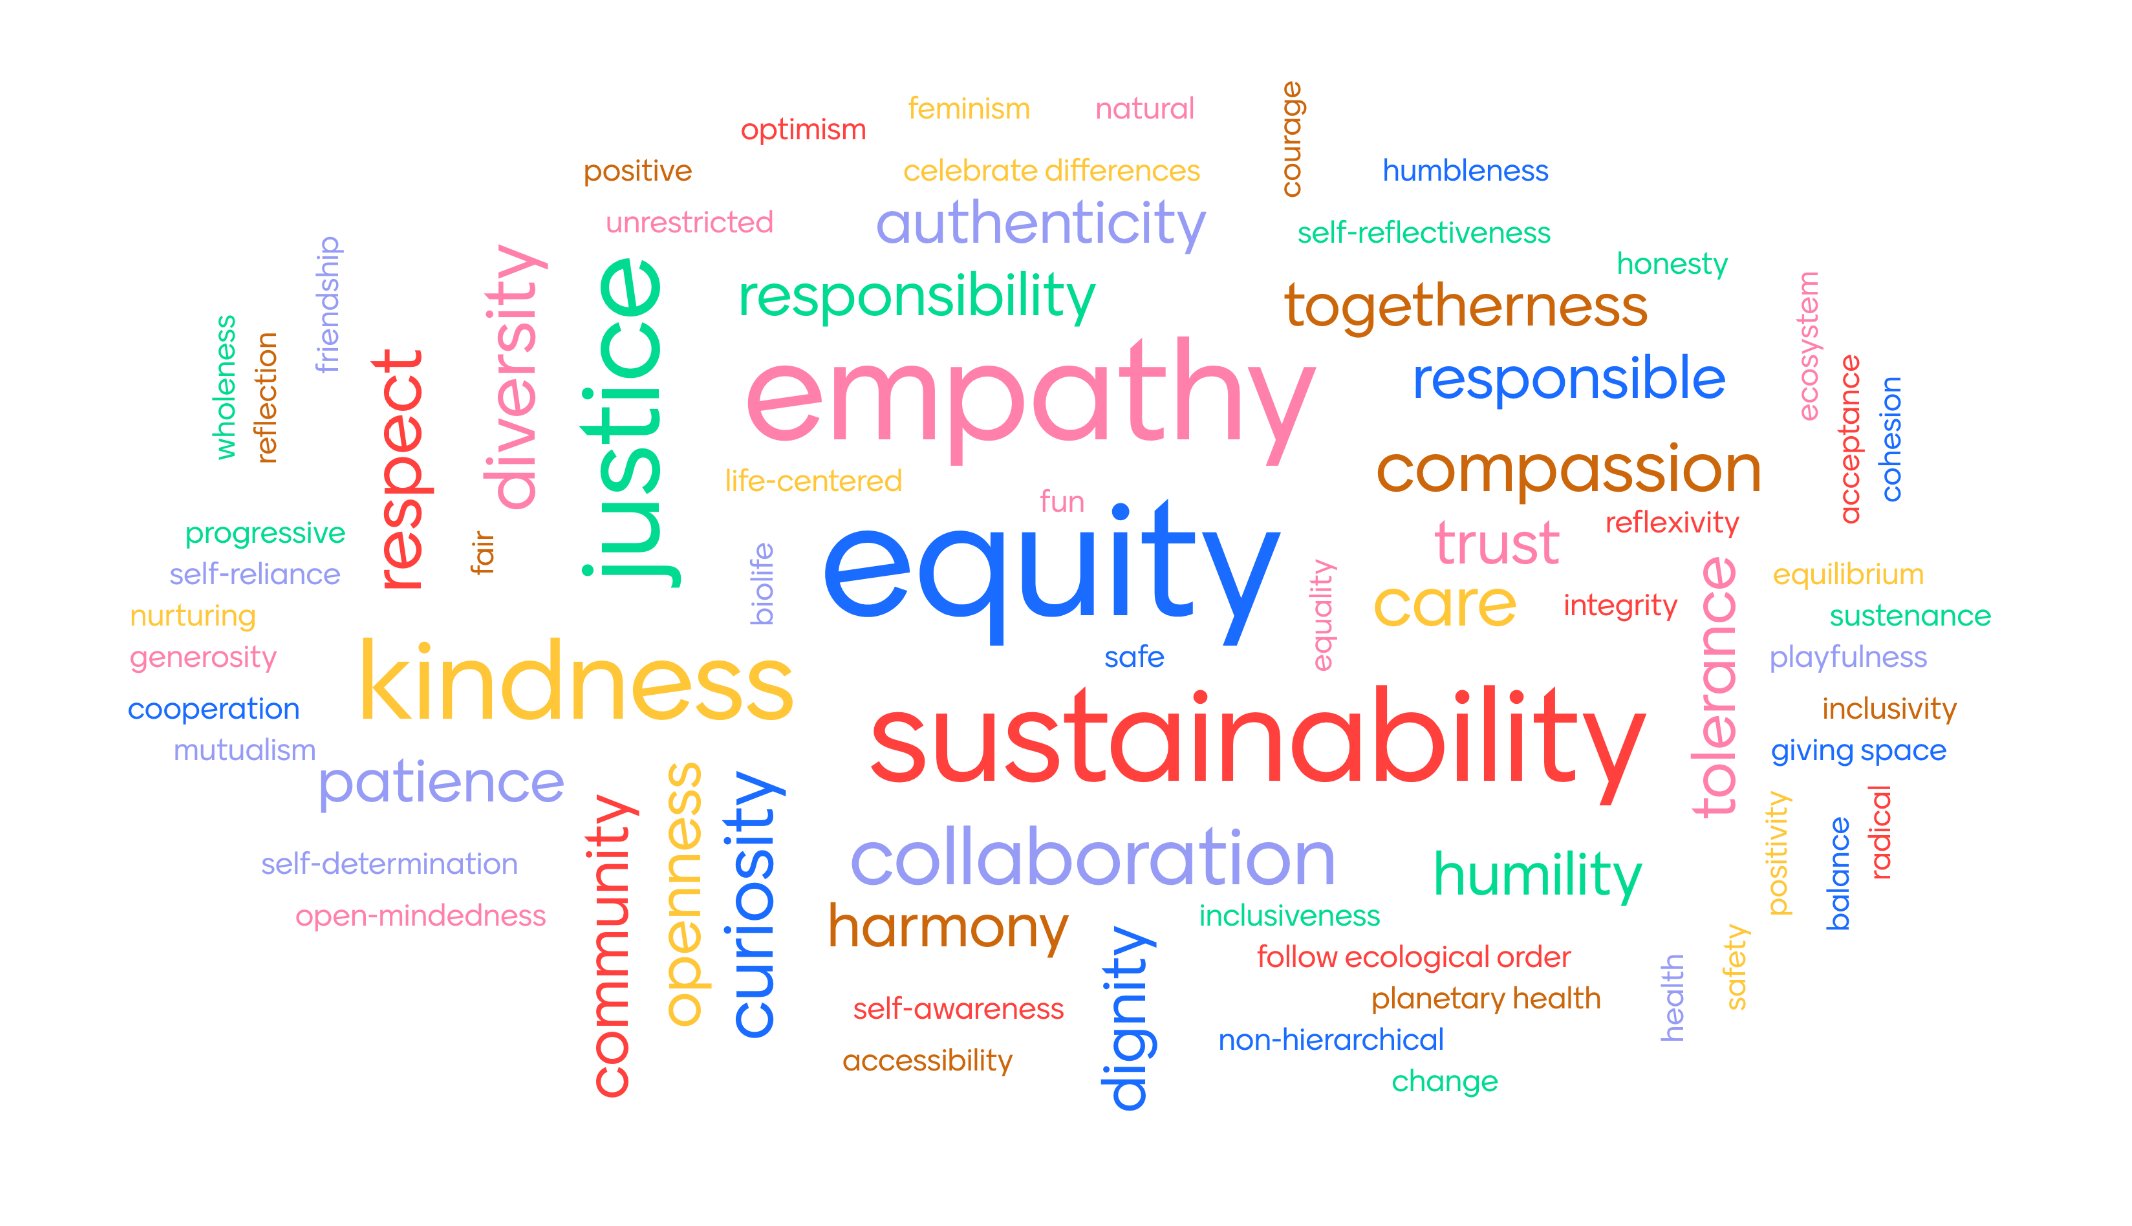 feminism
natural
courage
optimism
positive
celebrate differences
humbleness
unrestricted
authenticity
self-reflectiveness
friendship
diversity
justice
honesty
responsibility
togetherness
ecosystem
wholeness
reflection
respect
empathy
responsible
acceptance
cohesion
compassion
life-centered
fun
reflexivity
progressive
fair
equity
trust
self-reliance
biolife
equality
care
integrity
tolerance
equilibrium
nurturing
sustenance
generosity
kindness
safe
playfulness
cooperation
sustainability
inclusivity
mutualism
giving space
patience
community
openness
curiosity
positivity
balance
radical
self-determination
collaboration
humility
open-mindedness
harmony
inclusiveness
dignity
follow ecological order
health
safety
self-awareness
planetary health
non-hierarchical
accessibility
change